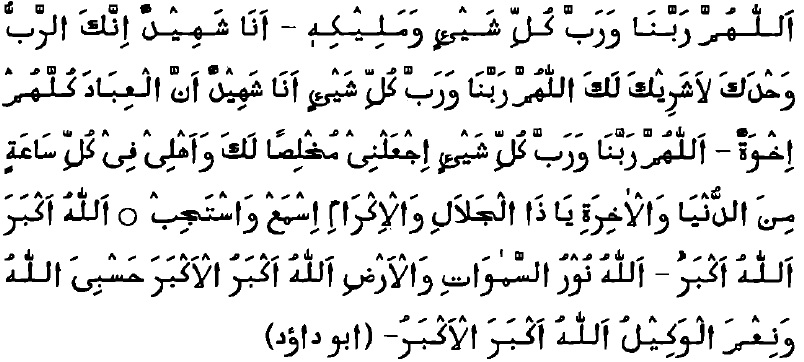 اَللّٰهُمَّ رَبَّنَا وَرَبَّ كُلِّ شَيْئٍ وَمَلِيْكِهٖ - اَنَا شَهِيْدٌ اِنَّكَ الرَّبُّ
وَحْدَكَ لَاشَرِيْكَ لَكَ اَللّٰهُمَّ رَبَّنَا وَرَبَّ كُلِّ شَيْئٍ اَنَا شَهِيْدٌ اَنَّ الْعِبَادَ كُلَّهُمْ
اِخْوَةٌ - اَللّٰهُمَّ رَبَّنَا وَرَبَّ كُلِّ شَيْئٍ اِجْعَلْنِىْ مُخْلِصًا لَكَ وَاَهْلِىْ فِىْ كُلِّ سَاعَةٍ
مِنَ الدُّنْيَا وَالْاٰخِرَةِ يَا ذَا الْجَلَالِ وَالْاِكْرَامِ اِسْمَعْ وَاسْتَجِبْ ○ اَللّٰهُ اَكْبَرَ
اَللّٰهُ اَكْبَرُ - اَللّٰهُ نُوْرُ السَّمٰوَاتِ وَالْاَرْضِ اَللّٰهُ اَكْبَرُ الْاَكْبَرَ حَسْبِىَ اللّٰهُ
وَنِعْمَ الْوَكِيْلُ اَللّٰهُ اَكْبَرَ الْاَكْبَرُ- (ابو داؤد)